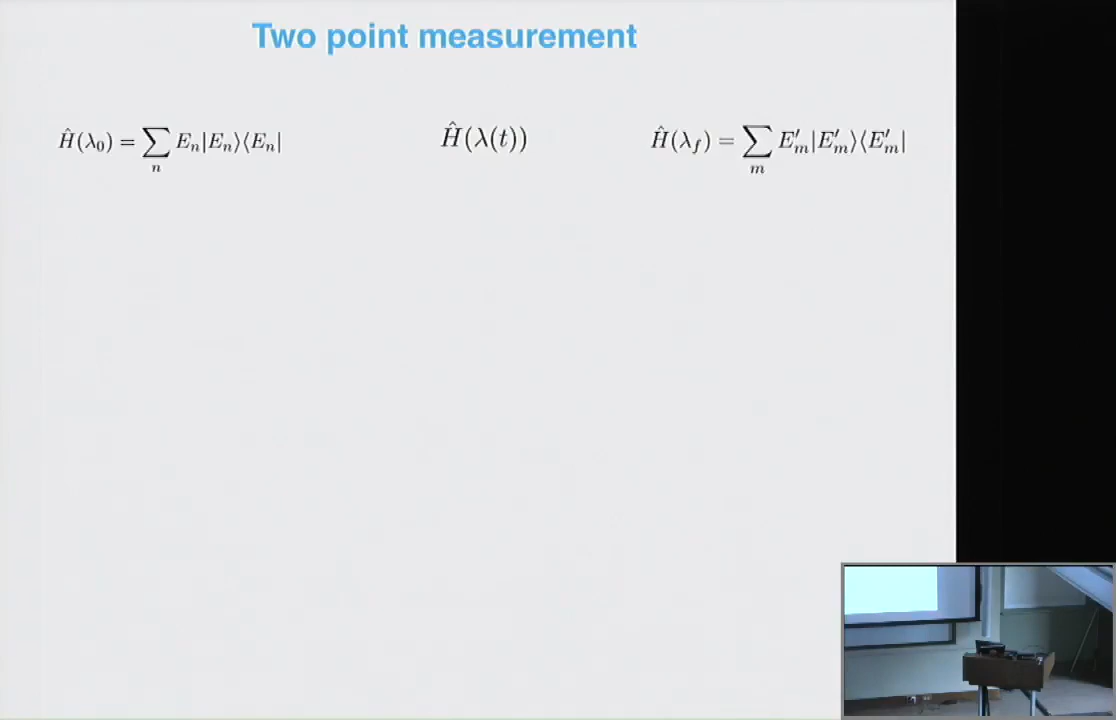 Two point measurement
Ĥ(λ₀) = ∑ₙ Eₙ|Eₙ⟩⟨Eₙ|
Ĥ(λ(t))
Ĥ(λ_f) = ∑ₘ E′ₘ|E′ₘ⟩⟨E′ₘ|